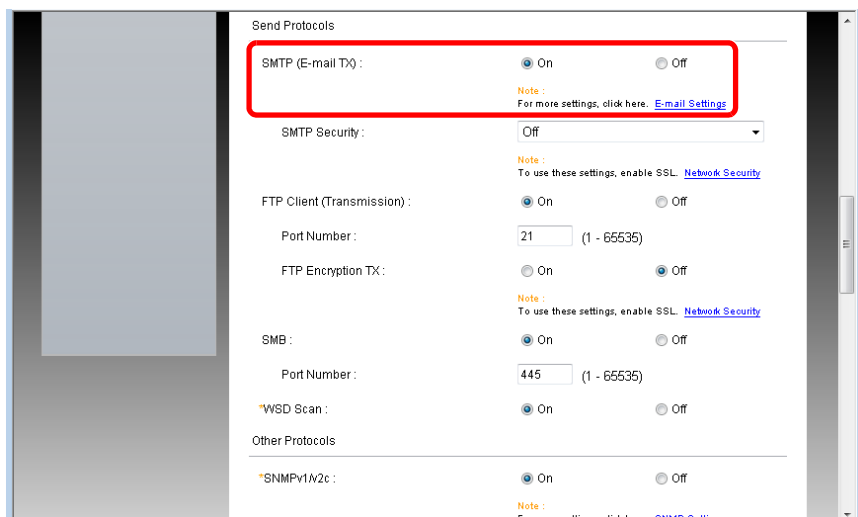 Send Protocols
SMTP (E-mail TX) : On Off
Note :
For more settings, click here. E-mail Settings
SMTP Security : Off
Note :
To use these settings, enable SSL. Network Security
FTP Client (Transmission) : On Off
Port Number : 21 (1 - 65535)
FTP Encryption TX : On Off
Note :
To use these settings, enable SSL. Network Security
SMB : On Off
Port Number : 445 (1 - 65535)
*WSD Scan : On Off
Other Protocols
*SNMPv1/v2c : On Off
Note :